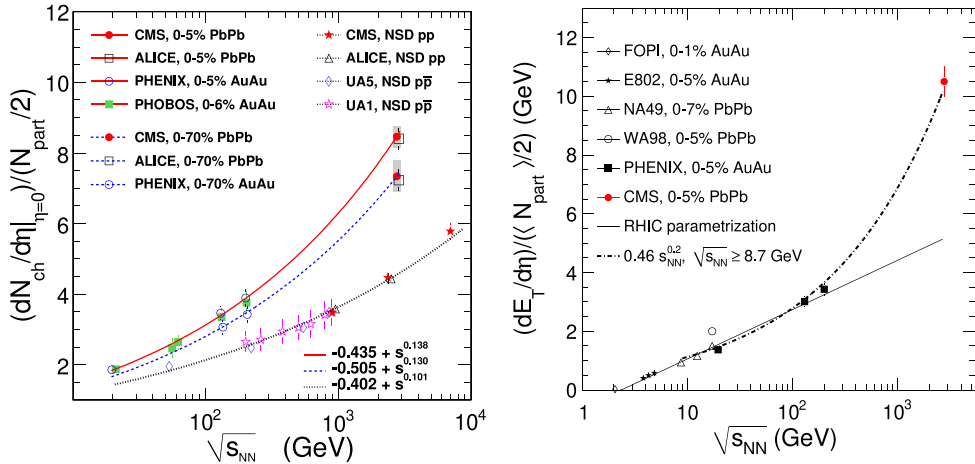 (dN_ch/dη|_η=0)/(N_part/2)
12
10
8
6
4
2
CMS, 0-5% PbPb
ALICE, 0-5% PbPb
PHENIX, 0-5% AuAu
PHOBOS, 0-6% AuAu
CMS, 0-70% PbPb
ALICE, 0-70% PbPb
PHENIX, 0-70% AuAu
CMS, NSD pp
ALICE, NSD pp
UA5, NSD pp̅
UA1, NSD pp̅
-0.435 + s^0.138
-0.505 + s^0.130
-0.402 + s^0.101
10 10^2 10^3 10^4
√s_NN (GeV)
(dE_T/dη)/(⟨ N_part ⟩/2) (GeV)
12
10
8
6
4
2
0
FOPI, 0-1% AuAu
E802, 0-5% AuAu
NA49, 0-7% PbPb
WA98, 0-5% PbPb
PHENIX, 0-5% AuAu
CMS, 0-5% PbPb
RHIC parametrization
0.46 s_NN^0.2, √s_NN ≥ 8.7 GeV
1 10 10^2 10^3
√s_NN (GeV)